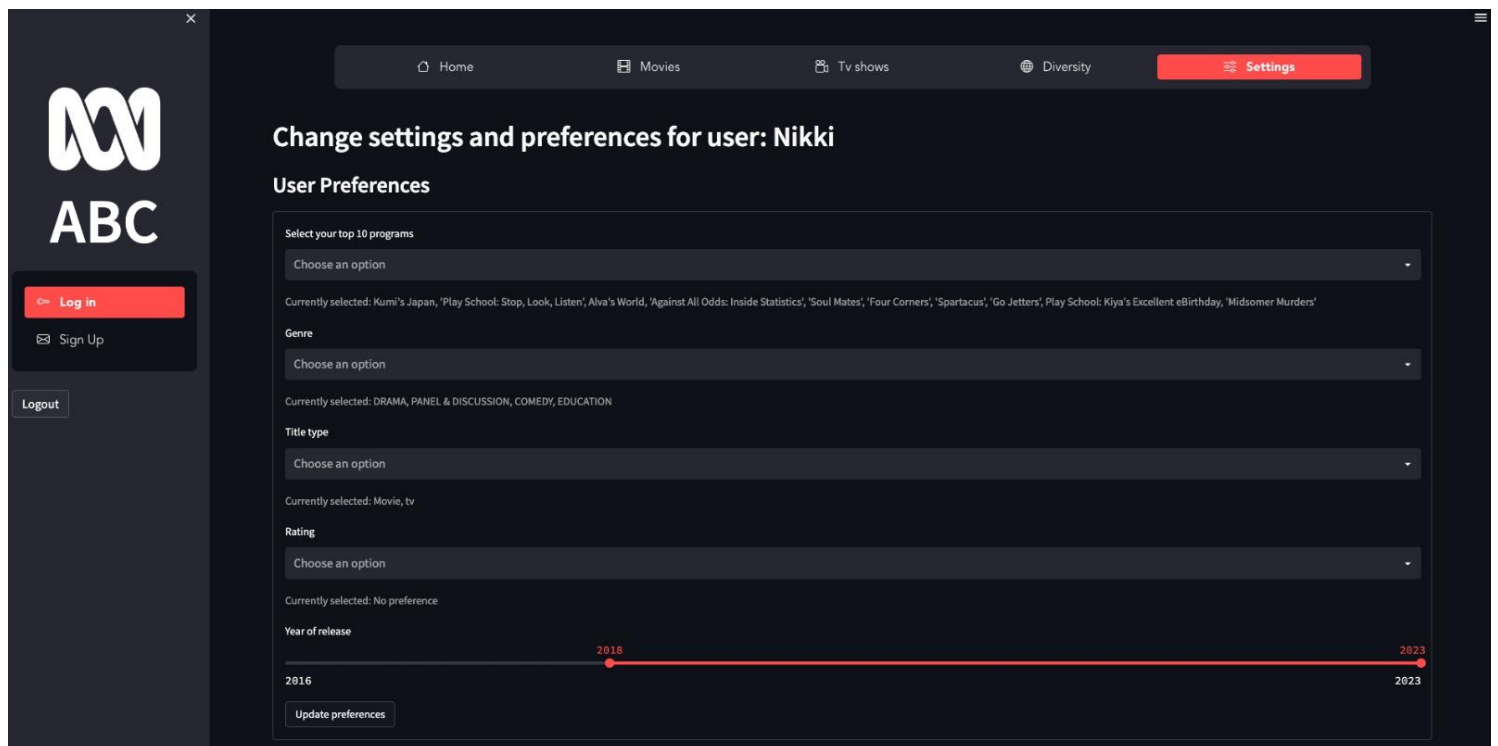 ×
Home Movies Tv shows Diversity Settings
ABC
Log in
Sign Up
Logout
Change settings and preferences for user: Nikki
User Preferences
Select your top 10 programs
Choose an option
Currently selected: Kumi's Japan, 'Play School: Stop, Look, Listen', Alva's World, 'Against All Odds: Inside Statistics', 'Soul Mates', 'Four Corners', 'Spartacus', 'Go Jetters', Play School: Kiya's Excellent eBirthday, 'Midsomer Murders'
Genre
Choose an option
Currently selected: DRAMA, PANEL & DISCUSSION, COMEDY, EDUCATION
Title type
Choose an option
Currently selected: Movie, tv
Rating
Choose an option
Currently selected: No preference
Year of release
2018 2023
2016 2023
Update preferences